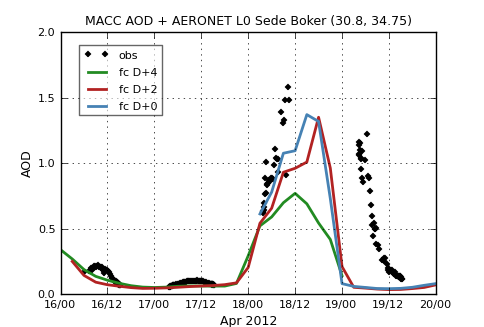 MACC AOD + AERONET L0 Sede Boker (30.8, 34.75)
2.0
1.5
1.0
0.5
0.0
AOD
obs
fc D+4
fc D+2
fc D+0
16/00 16/12 17/00 17/12 18/00 18/12 19/00 19/12 20/00
Apr 2012